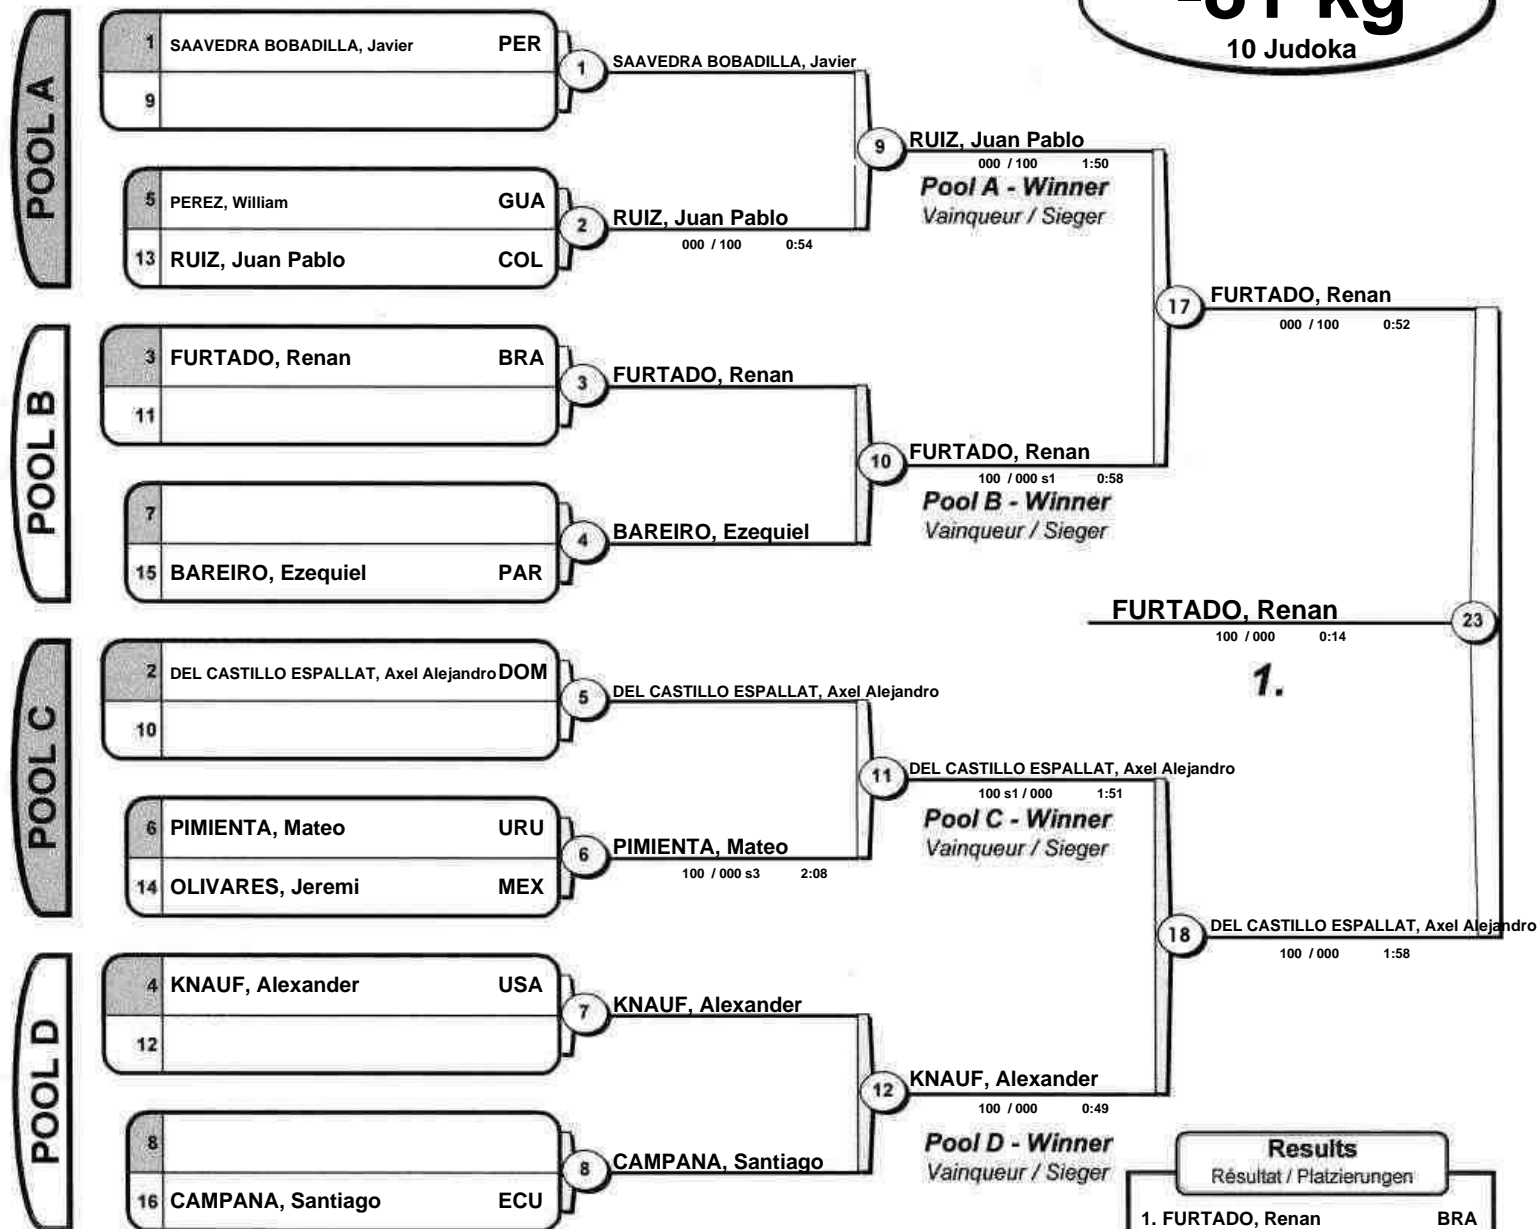 10 Judoka
POOL A
1 SAAVEDRA BOBADILLA, Javier PER
9
1 SAAVEDRA BOBADILLA, Javier
5 PEREZ, William GUA
13 RUIZ, Juan Pablo COL
2 RUIZ, Juan Pablo
000 / 100 0:54
9 RUIZ, Juan Pablo
000 / 100 1:50
Pool A - Winner
Vainqueur / Sieger
POOL B
3 FURTADO, Renan BRA
11
3 FURTADO, Renan
7
15 BAREIRO, Ezequiel PAR
4 BAREIRO, Ezequiel
10 FURTADO, Renan
100 / 000 s1 0:58
Pool B - Winner
Vainqueur / Sieger
17 FURTADO, Renan
000 / 100 0:52
FURTADO, Renan 23
100 / 000 0:14
1.
POOL C
2 DEL CASTILLO ESPALLAT, Axel Alejandro DOM
10
5 DEL CASTILLO ESPALLAT, Axel Alejandro
6 PIMIENTA, Mateo URU
14 OLIVARES, Jeremi MEX
6 PIMIENTA, Mateo
100 / 000 s3 2:08
11 DEL CASTILLO ESPALLAT, Axel Alejandro
100 s1 / 000 1:51
Pool C - Winner
Vainqueur / Sieger
POOL D
4 KNAUF, Alexander USA
12
7 KNAUF, Alexander
8
16 CAMPANA, Santiago ECU
8 CAMPANA, Santiago
12 KNAUF, Alexander
100 / 000 0:49
Pool D - Winner
Vainqueur / Sieger
18 DEL CASTILLO ESPALLAT, Axel Alejandro
100 / 000 1:58
Results
Résultat / Platzierungen
1. FURTADO, Renan BRA